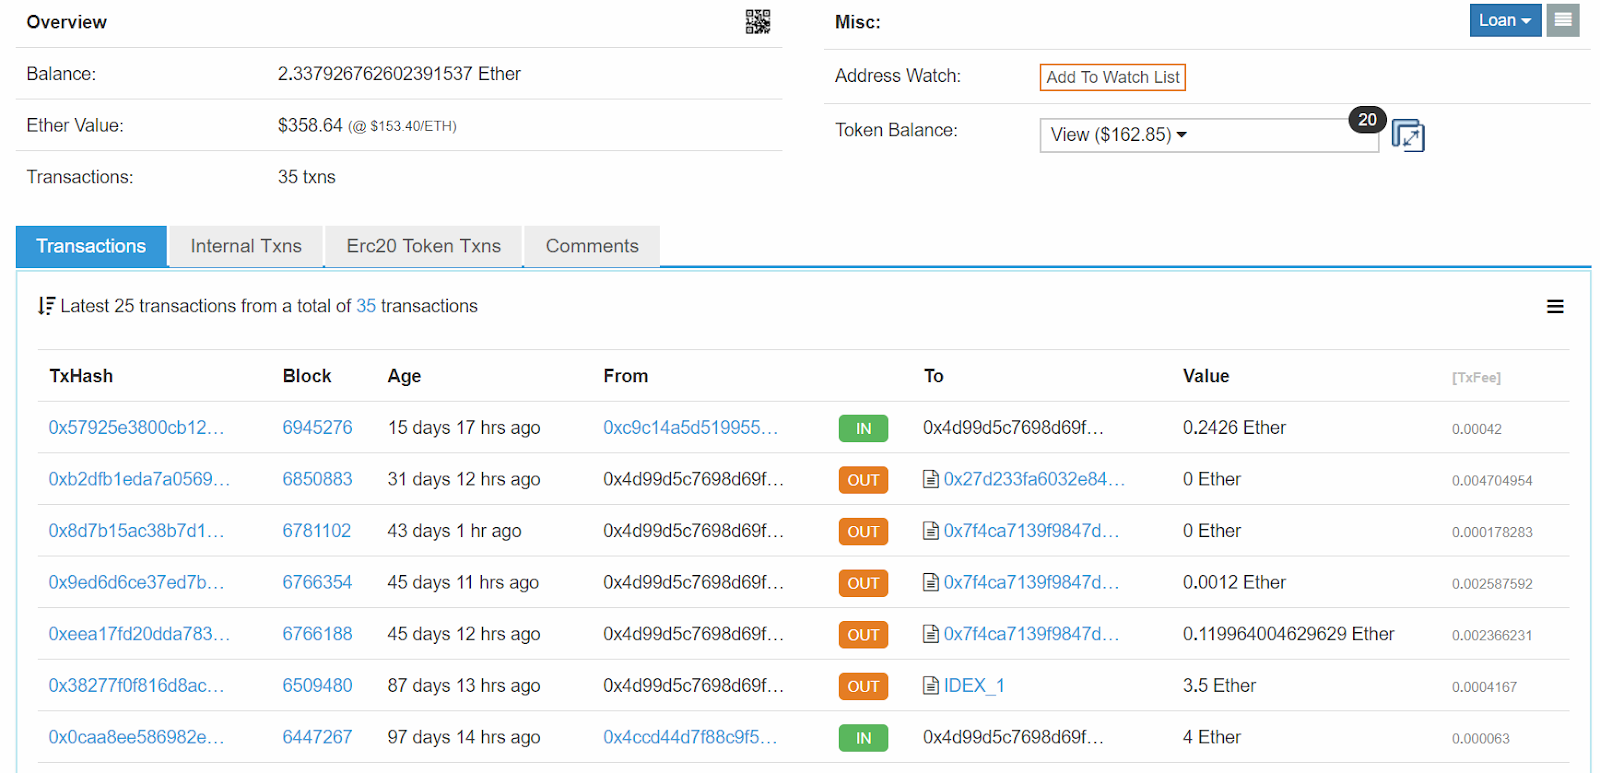 Overview
Balance: 2.337926762602391537 Ether
Ether Value: $358.64 (@ $153.40/ETH)
Transactions: 35 txns
Misc: Loan
Address Watch: Add To Watch List
Token Balance: View ($162.85) 20
Transactions Internal Txns Erc20 Token Txns Comments
Latest 25 transactions from a total of 35 transactions
TxHash Block Age From To Value [TxFee]
0x57925e3800cb12... 6945276 15 days 17 hrs ago 0xc9c14a5d519955... IN 0x4d99d5c7698d69f... 0.2426 Ether 0.00042
0xb2dfb1eda7a0569... 6850883 31 days 12 hrs ago 0x4d99d5c7698d69f... OUT 0x27d233fa6032e84... 0 Ether 0.004704954
0x8d7b15ac38b7d1... 6781102 43 days 1 hr ago 0x4d99d5c7698d69f... OUT 0x7f4ca7139f9847d... 0 Ether 0.000178283
0x9ed6d6ce37ed7b... 6766354 45 days 11 hrs ago 0x4d99d5c7698d69f... OUT 0x7f4ca7139f9847d... 0.0012 Ether 0.002587592
0xeea17fd20dda783... 6766188 45 days 12 hrs ago 0x4d99d5c7698d69f... OUT 0x7f4ca7139f9847d... 0.119964004629629 Ether 0.002366231
0x38277f0f816d8ac... 6509480 87 days 13 hrs ago 0x4d99d5c7698d69f... OUT IDEX_1 3.5 Ether 0.0004167
0x0caa8ee586982e... 6447267 97 days 14 hrs ago 0x4ccd44d7f88c9f5... IN 0x4d99d5c7698d69f... 4 Ether 0.000063